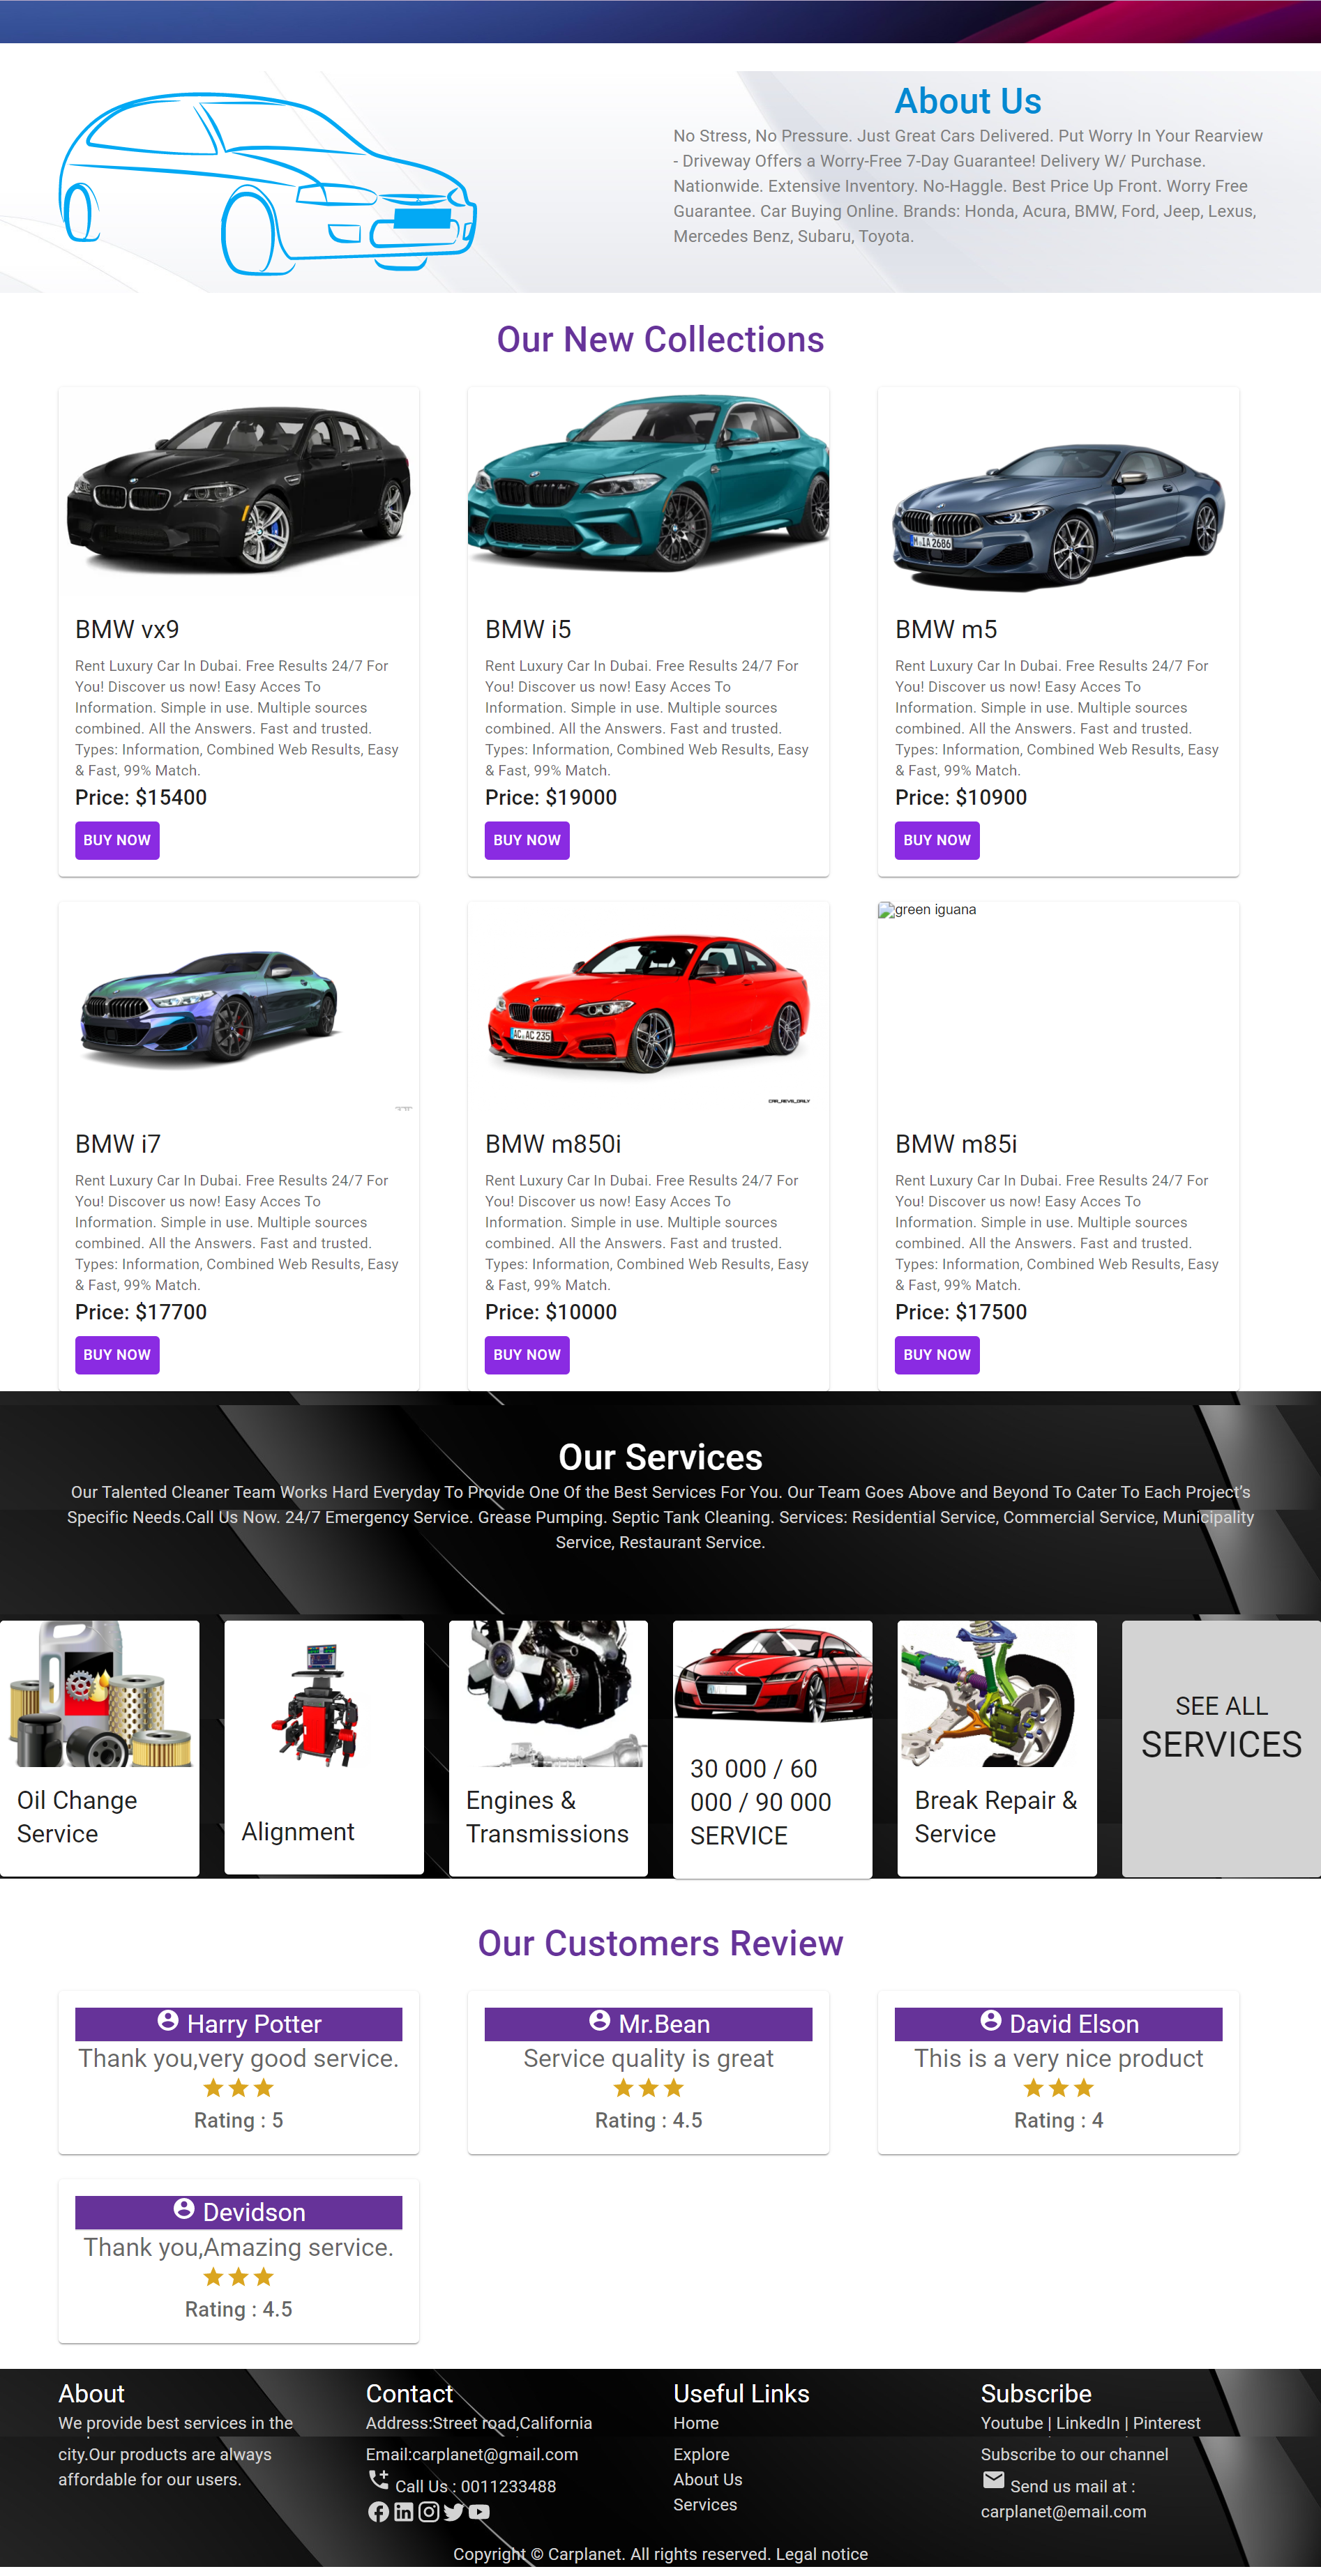 About Us
No Stress, No Pressure. Just Great Cars Delivered. Put Worry In Your Rearview
- Driveway Offers a Worry-Free 7-Day Guarantee! Delivery W/ Purchase.
Nationwide. Extensive Inventory. No-Haggle. Best Price Up Front. Worry Free
Guarantee. Car Buying Online. Brands: Honda, Acura, BMW, Ford, Jeep, Lexus,
Mercedes Benz, Subaru, Toyota.
Our New Collections
BMW vx9
Rent Luxury Car In Dubai. Free Results 24/7 For
You! Discover us now! Easy Acces To
Information. Simple in use. Multiple sources
combined. All the Answers. Fast and trusted.
Types: Information, Combined Web Results, Easy
& Fast, 99% Match.
Price: $15400
BUY NOW
BMW i5
Rent Luxury Car In Dubai. Free Results 24/7 For
You! Discover us now! Easy Acces To
Information. Simple in use. Multiple sources
combined. All the Answers. Fast and trusted.
Types: Information, Combined Web Results, Easy
& Fast, 99% Match.
Price: $19000
BUY NOW
M:IA 2686
BMW m5
Rent Luxury Car In Dubai. Free Results 24/7 For
You! Discover us now! Easy Acces To
Information. Simple in use. Multiple sources
combined. All the Answers. Fast and trusted.
Types: Information, Combined Web Results, Easy
& Fast, 99% Match.
Price: $10900
BUY NOW
BMW i7
Rent Luxury Car In Dubai. Free Results 24/7 For
You! Discover us now! Easy Acces To
Information. Simple in use. Multiple sources
combined. All the Answers. Fast and trusted.
Types: Information, Combined Web Results, Easy
& Fast, 99% Match.
Price: $17700
BUY NOW
AC:AC 235
CAR_REVS_DAILY
BMW m850i
Rent Luxury Car In Dubai. Free Results 24/7 For
You! Discover us now! Easy Acces To
Information. Simple in use. Multiple sources
combined. All the Answers. Fast and trusted.
Types: Information, Combined Web Results, Easy
& Fast, 99% Match.
Price: $10000
BUY NOW
green iguana
BMW m85i
Rent Luxury Car In Dubai. Free Results 24/7 For
You! Discover us now! Easy Acces To
Information. Simple in use. Multiple sources
combined. All the Answers. Fast and trusted.
Types: Information, Combined Web Results, Easy
& Fast, 99% Match.
Price: $17500
BUY NOW
Our Services
Our Talented Cleaner Team Works Hard Everyday To Provide One Of the Best Services For You. Our Team Goes Above and Beyond To Cater To Each Project's
Specific Needs.Call Us Now. 24/7 Emergency Service. Grease Pumping. Septic Tank Cleaning. Services: Residential Service, Commercial Service, Municipality
Service, Restaurant Service.
Oil Change
Service
Alignment
Engines &
Transmissions
30 000 / 60
000 / 90 000
SERVICE
Break Repair &
Service
SEE ALL
SERVICES
Our Customers Review
Harry Potter
Thank you,very good service.
Rating : 5
Mr.Bean
Service quality is great
Rating : 4.5
David Elson
This is a very nice product
Rating : 4
Devidson
Thank you,Amazing service.
Rating : 4.5
About
We provide best services in the
city.Our products are always
affordable for our users.
Contact
Address:Street road,California
Email:carplanet@gmail.com
Call Us : 0011233488
Useful Links
Home
Explore
About Us
Services
Subscribe
Youtube | LinkedIn | Pinterest
Subscribe to our channel
Send us mail at :
carplanet@email.com
Copyright © Carplanet. All rights reserved. Legal notice